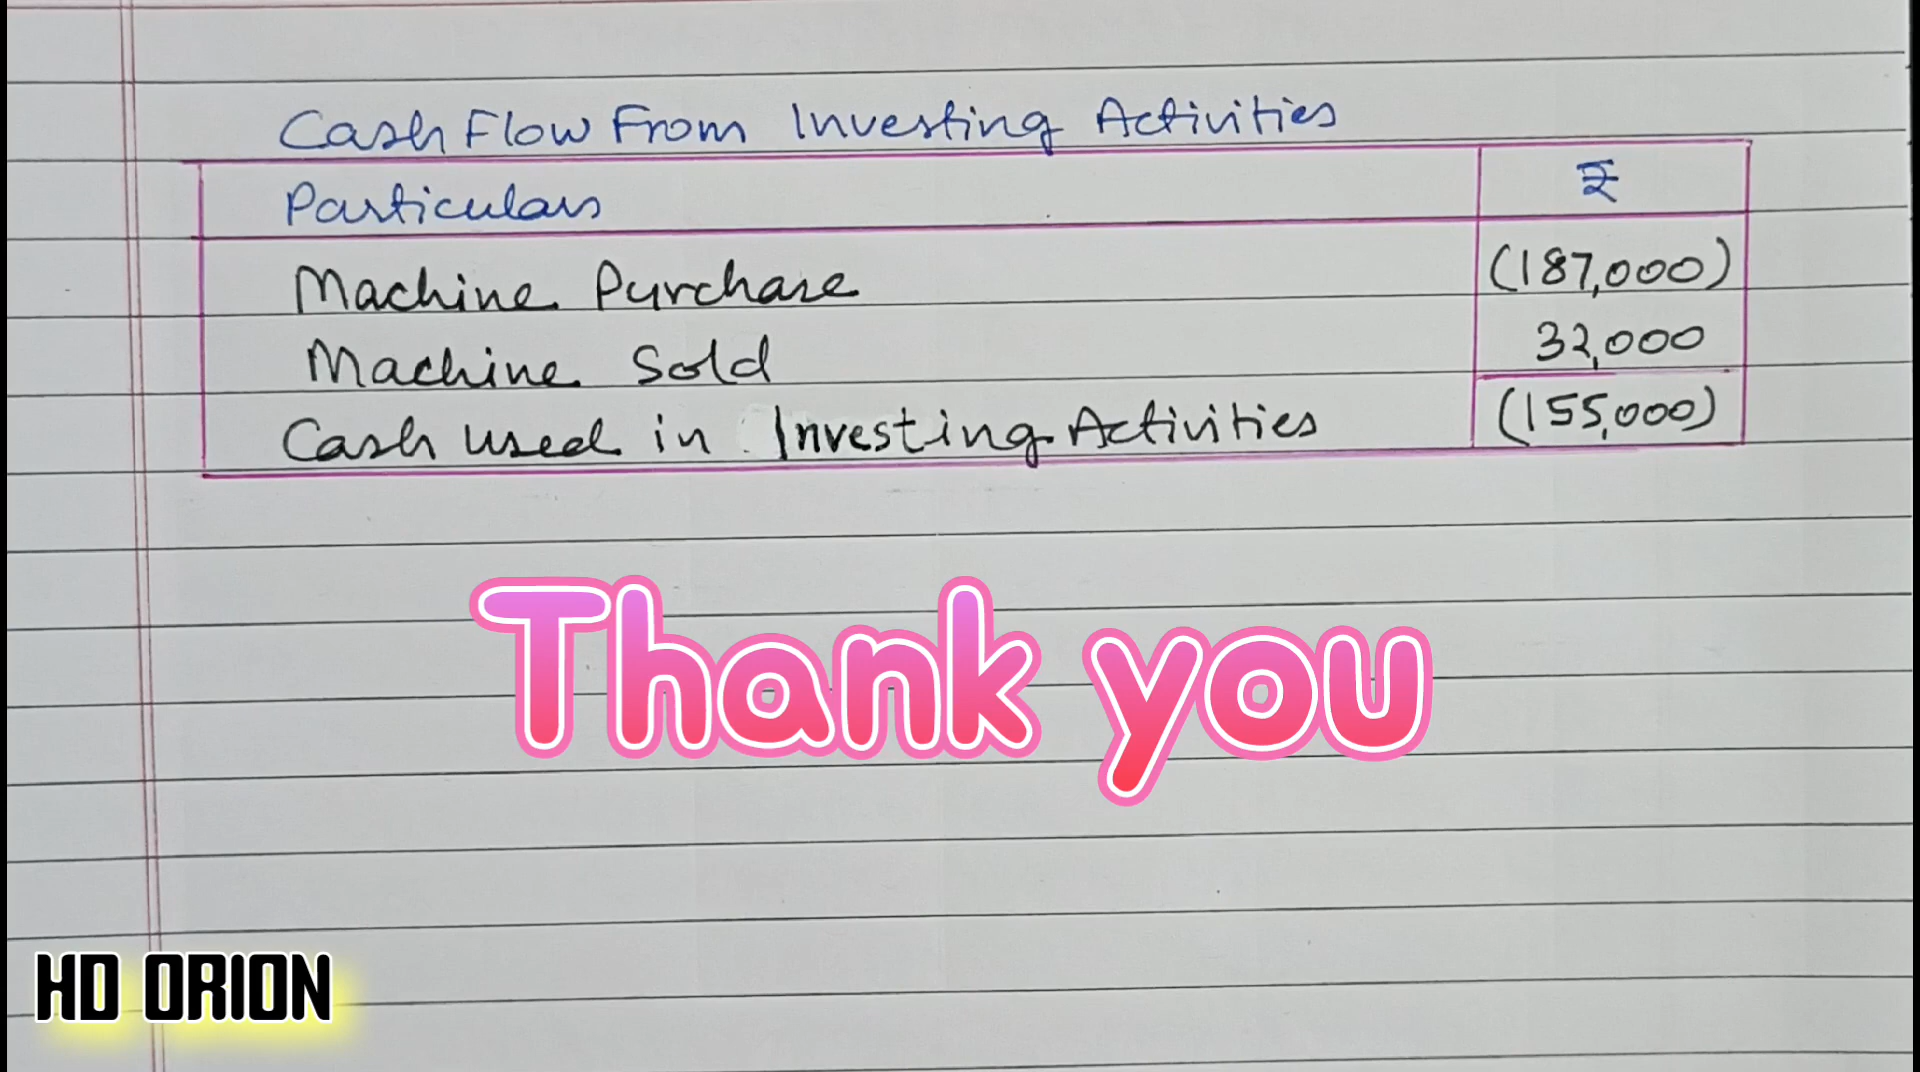 Cash Flow From Investing Activities
Particulars ₹
Machine Purchase (187,000)
Machine Sold 32,000
Cash used in Investing Activities (155,000)
Thank you
HD ORION